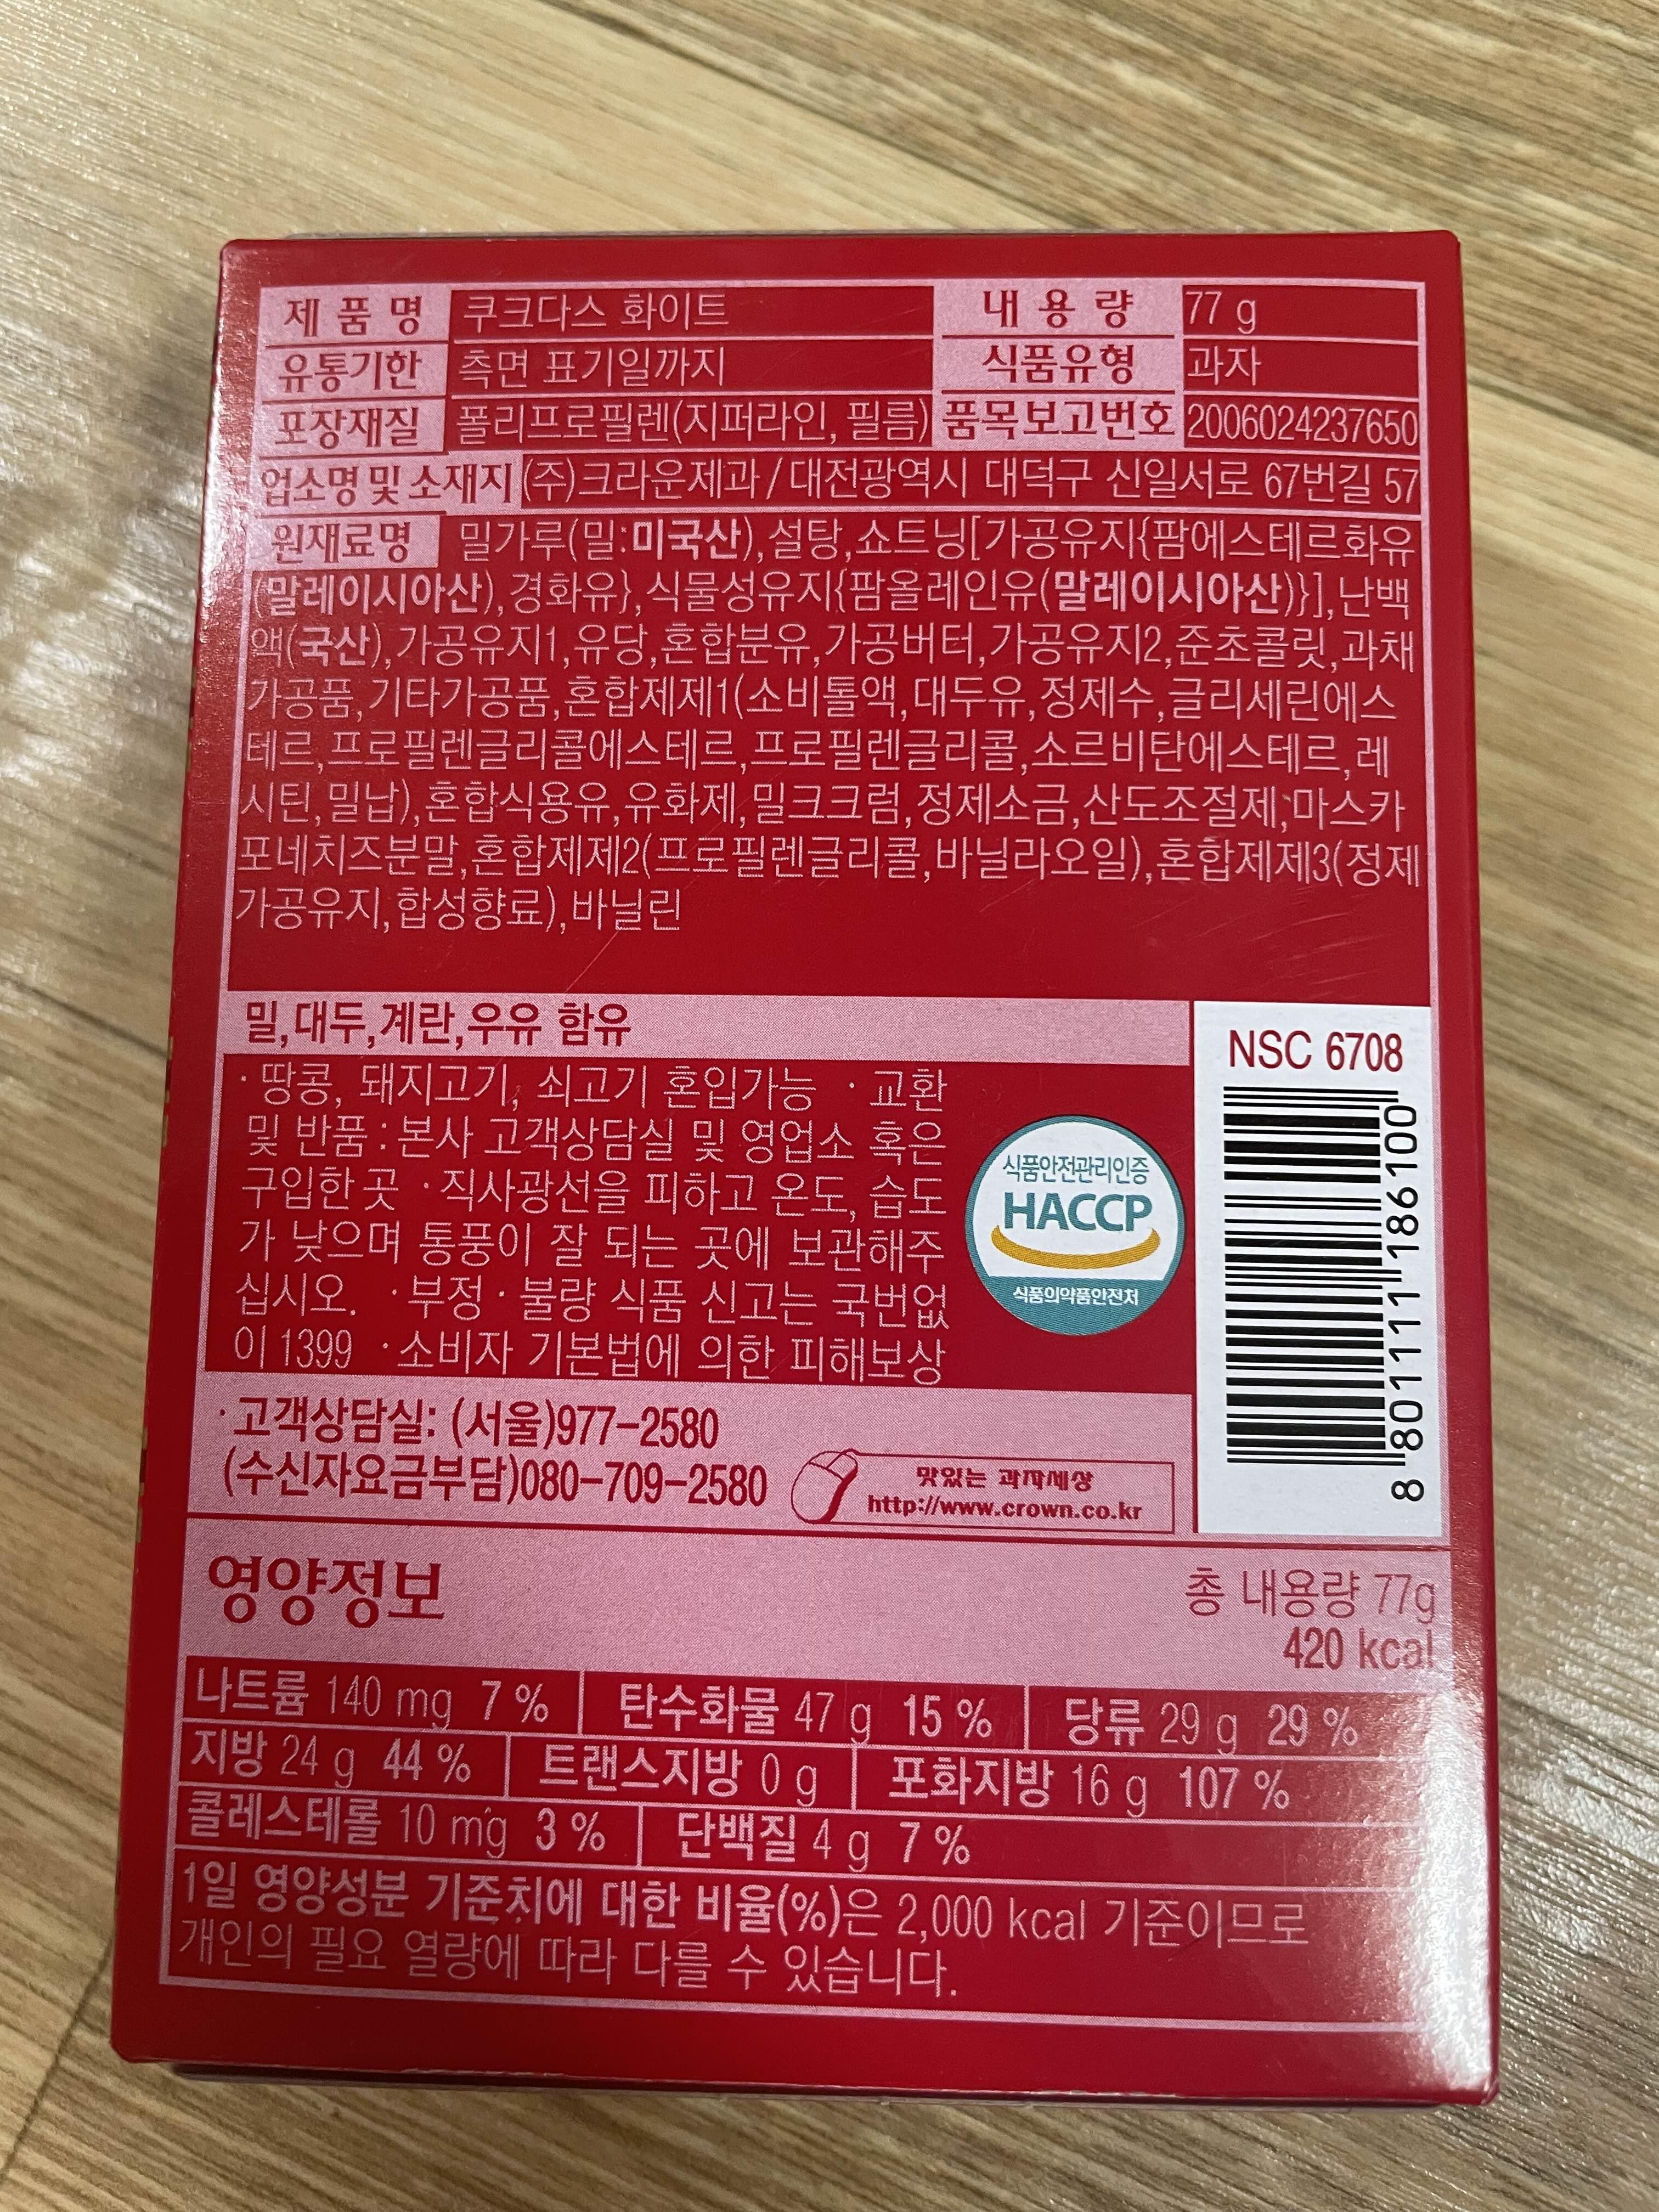 제 품 명 쿠크다스 화이트 내 용 량 77 g
유통기한 측면 표기일까지 식품유형 과자
포장재질 폴리프로필렌(지퍼라인, 필름) 품목보고번호 2006024237650
업소명 및 소재지 (주)크라운제과/대전광역시 대덕구 신일서로 67번길 57
원재료명 밀가루(밀:미국산),설탕,쇼트닝[가공유지{팜에스테르화유
(말레이시아산),경화유},식물성유지{팜올레인유(말레이시아산)}],난백
액(국산),가공유지1,유당,혼합분유,가공버터,가공유지2,준초콜릿,과채
가공품,기타가공품,혼합제제1(소비톨액,대두유,정제수,글리세린에스
테르,프로필렌글리콜에스테르,프로필렌글리콜,소르비탄에스테르,레
시틴,밀납),혼합식용유,유화제,밀크크럼,정제소금,산도조절제,마스카
포네치즈분말,혼합제제2(프로필렌글리콜,바닐라오일),혼합제제3(정제
가공유지,합성향료),바닐린
밀,대두,계란,우유 함유
· 땅콩, 돼지고기, 쇠고기 혼입가능 · 교환
및 반품 : 본사 고객상담실 및 영업소 혹은
구입한 곳 · 직사광선을 피하고 온도, 습도
가 낮으며 통풍이 잘 되는 곳에 보관해주
십시오. · 부정 · 불량 식품 신고는 국번없
이 1399 · 소비자 기본법에 의한 피해보상
식품안전관리인증
HACCP
식품의약품안전처
NSC 6708
8 801111 186100
· 고객상담실: (서울)977-2580
(수신자요금부담)080-709-2580
맛있는 과자세상
http://www.crown.co.kr
영양정보
총 내용량 77g
420 kcal
나트륨 140 mg 7 % 탄수화물 47 g 15 % 당류 29 g 29 %
지방 24 g 44 % 트랜스지방 0 g 포화지방 16 g 107 %
콜레스테롤 10 mg 3 % 단백질 4 g 7 %
1일 영양성분 기준치에 대한 비율(%)은 2,000 kcal 기준이므로
개인의 필요 열량에 따라 다를 수 있습니다.